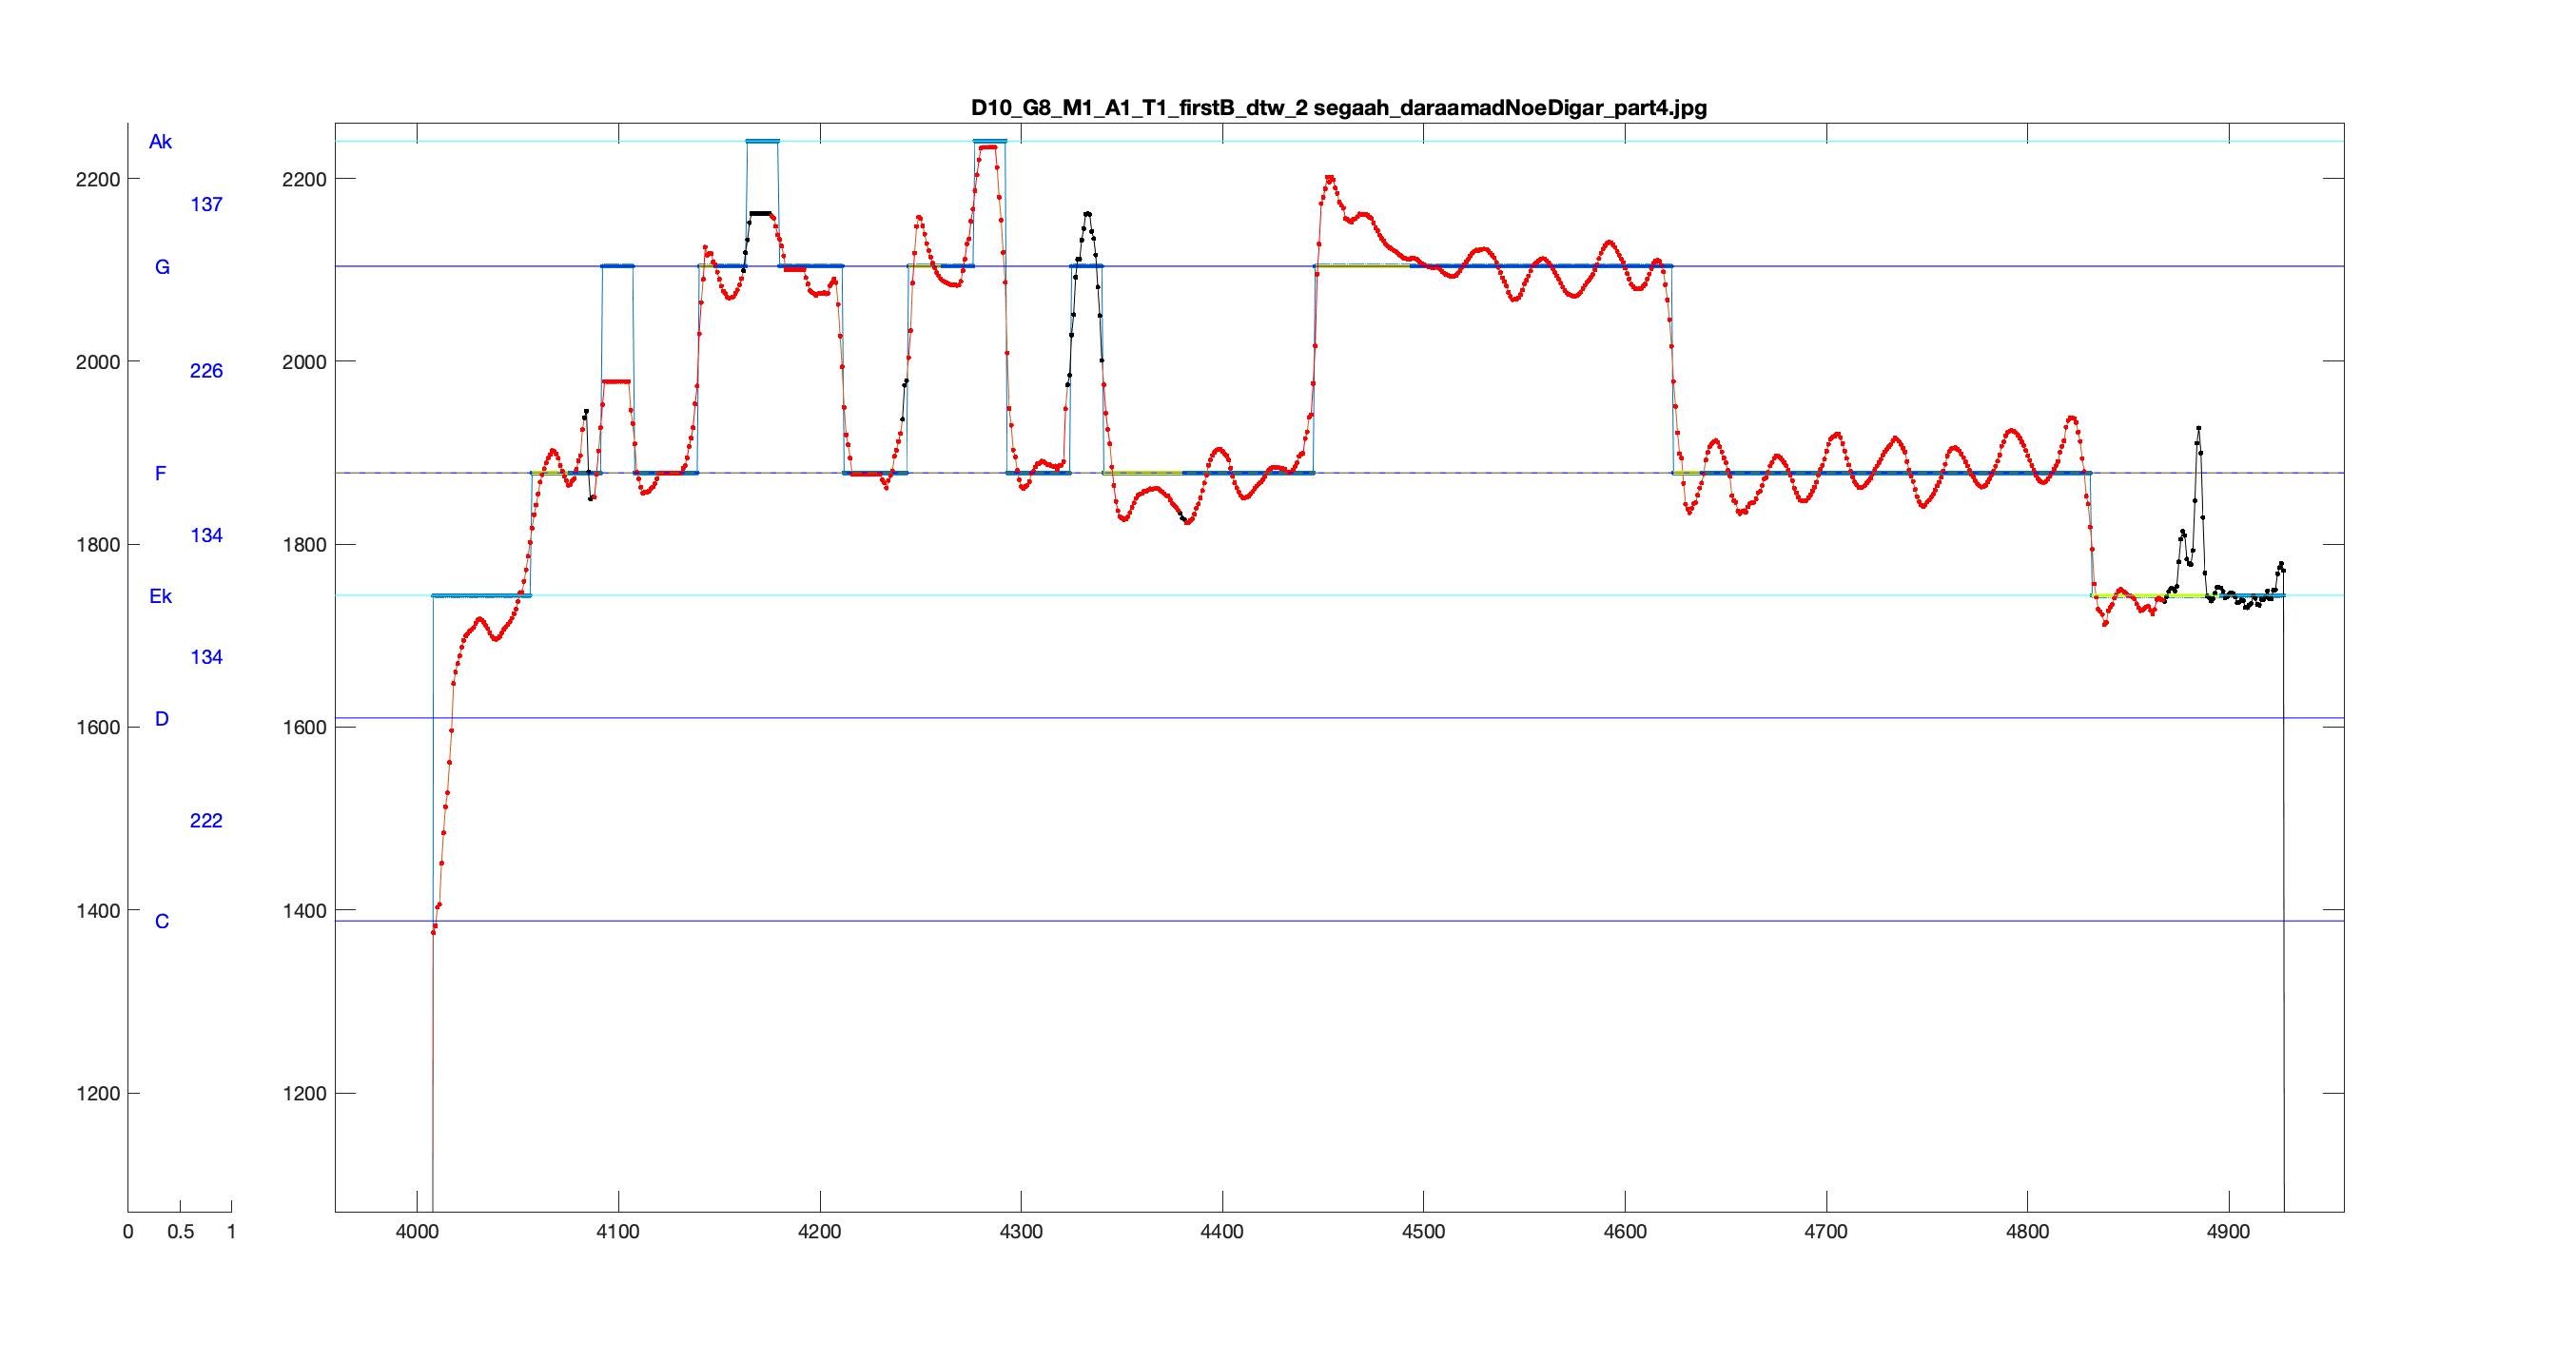 D10_G8_M1_A1_T1_firstB_dtw_2 segaah_daraamadNoeDigar_part4.jpg
Ak
2200 2200
137
G
2000 2000
226
F
1800 1800
134
Ek
134
D
1600 1600
222
1400 1400
C
1200 1200
0 0.5 1 4000 4100 4200 4300 4400 4500 4600 4700 4800 4900